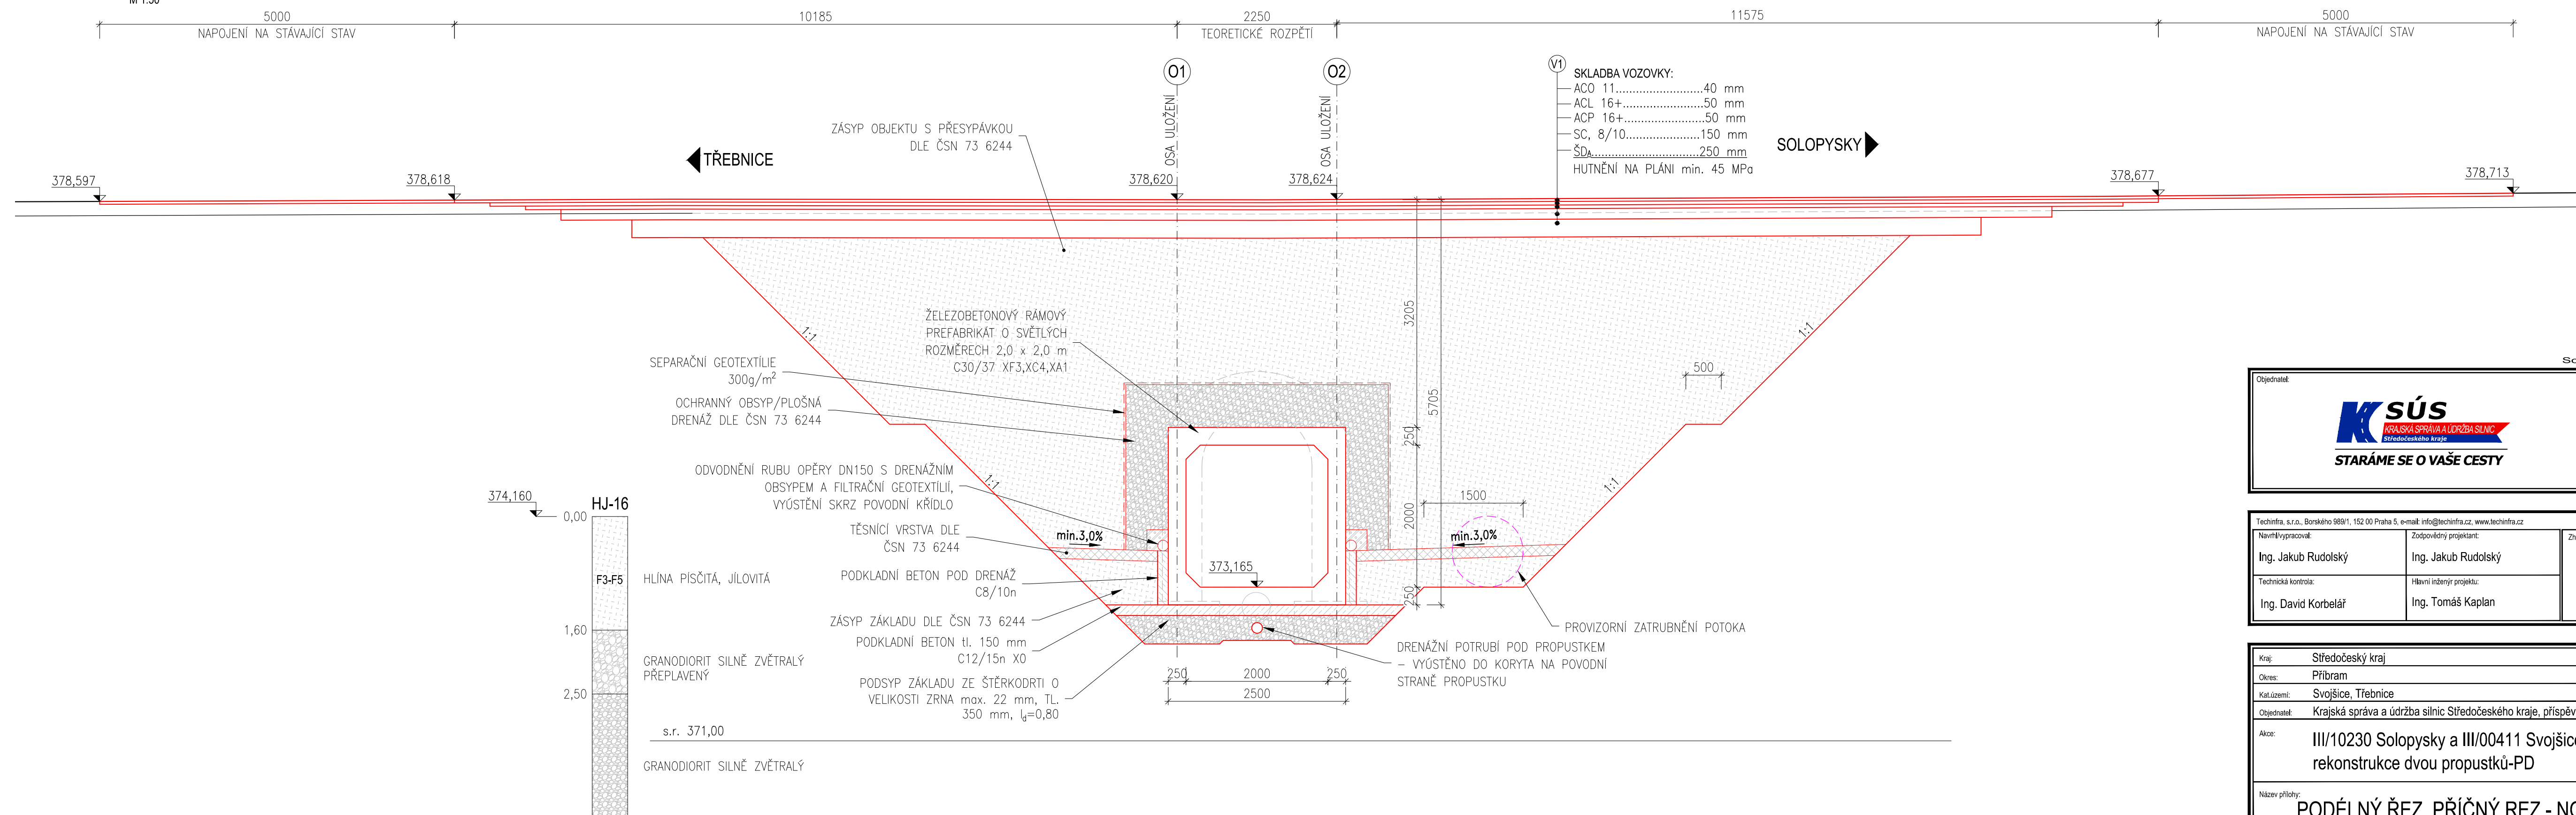 5000
10185
2250
11575
5000
NAPOJENÍ NA STÁVAJÍCÍ STAV
TEORETICKÉ ROZPĚTÍ
NAPOJENÍ NA STÁVAJÍCÍ STAV
O1
O2
OSA ULOŽENÍ
OSA ULOŽENÍ
V1
SKLADBA VOZOVKY:
ACO 11..........................40 mm
ACL 16+........................50 mm
ACP 16+.........................50 mm
SC, 8/10......................150 mm
ŠDA................................250 mm
HUTNĚNÍ NA PLÁNI min. 45 MPa
ZÁSYP OBJEKTU S PŘESYPÁVKOU
DLE ČSN 73 6244
TŘEBNICE
SOLOPYSKY
378,597
378,618
378,620
378,624
378,677
378,713
3205
5705
250
2000
250
1:1
1:1
1:1
1:1
500
1500
ŽELEZOBETONOVÝ RÁMOVÝ
PREFABRIKÁT O SVĚTLÝCH
ROZMĚRECH 2,0 x 2,0 m
C30/37 XF3,XC4,XA1
SEPARAČNÍ GEOTEXTÍLIE
300g/m²
OCHRANNÝ OBSYP/PLOŠNÁ
DRENÁŽ DLE ČSN 73 6244
ODVODNĚNÍ RUBU OPĚRY DN150 S DRENÁŽNÍM
OBSYPEM A FILTRAČNÍ GEOTEXTÍLIÍ,
VYÚSTĚNÍ SKRZ POVODNÍ KŘÍDLO
TĚSNÍCÍ VRSTVA DLE
ČSN 73 6244
min.3,0%
min.3,0%
373,165
PODKLADNÍ BETON POD DRENÁŽ
C8/10n
ZÁSYP ZÁKLADU DLE ČSN 73 6244
PODKLADNÍ BETON tl. 150 mm
C12/15n X0
PODSYP ZÁKLADU ZE ŠTĚRKODRTI O
VELIKOSTI ZRNA max. 22 mm, TL.
350 mm, Id=0,80
250
2000
250
2500
PROVIZORNÍ ZATRUBNĚNÍ POTOKA
DRENÁŽNÍ POTRUBÍ POD PROPUSTKEM
– VYÚSTĚNO DO KORYTA NA POVODNÍ
STRANĚ PROPUSTKU
374,160
HJ-16
0,00
F3-F5
HLÍNA PÍSČITÁ, JÍLOVITÁ
1,60
GRANODIORIT SILNĚ ZVĚTRALÝ
PŘEPLAVENÝ
2,50
s.r. 371,00
GRANODIORIT SILNĚ ZVĚTRALÝ
Objednatel:
SÚS
KRAJSKÁ SPRÁVA A ÚDRŽBA SILNIC
Středočeského kraje
STARÁME SE O VAŠE CESTY
Techinfra, s.r.o., Borského 989/1, 152 00 Praha 5, e-mail: info@techinfra.cz, www.techinfra.cz
Navrhl/vypracoval:
Ing. Jakub Rudolský
Zodpovědný projektant:
Ing. Jakub Rudolský
Technická kontrola:
Ing. David Korbelář
Hlavní inženýr projektu:
Ing. Tomáš Kaplan
Kraj: Středočeský kraj
Okres: Příbram
Kat.území: Svojšice, Třebnice
Objednatel: Krajská správa a údržba silnic Středočeského kraje, příspěv
Akce:
III/10230 Solopysky a III/00411 Svojšice
rekonstrukce dvou propustků-PD
Název přílohy:
PODÉLNÝ ŘEZ, PŘÍČNÝ ŘEZ - NO